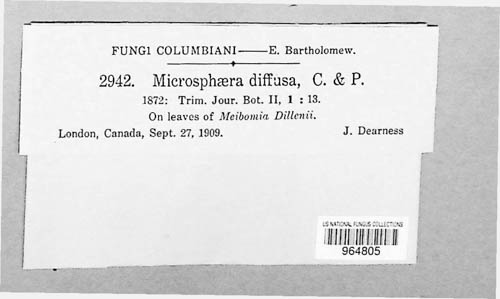 FUNGI COLUMBIANI——E. Bartholomew.
2942. Microsphæra diffusa, C. & P.
1872: Trim. Jour. Bot. II, 1 : 13.
On leaves of Meibomia Dillenii.
London, Canada, Sept. 27, 1909. J. Dearness
US NATIONAL FUNGUS COLLECTIONS
964805